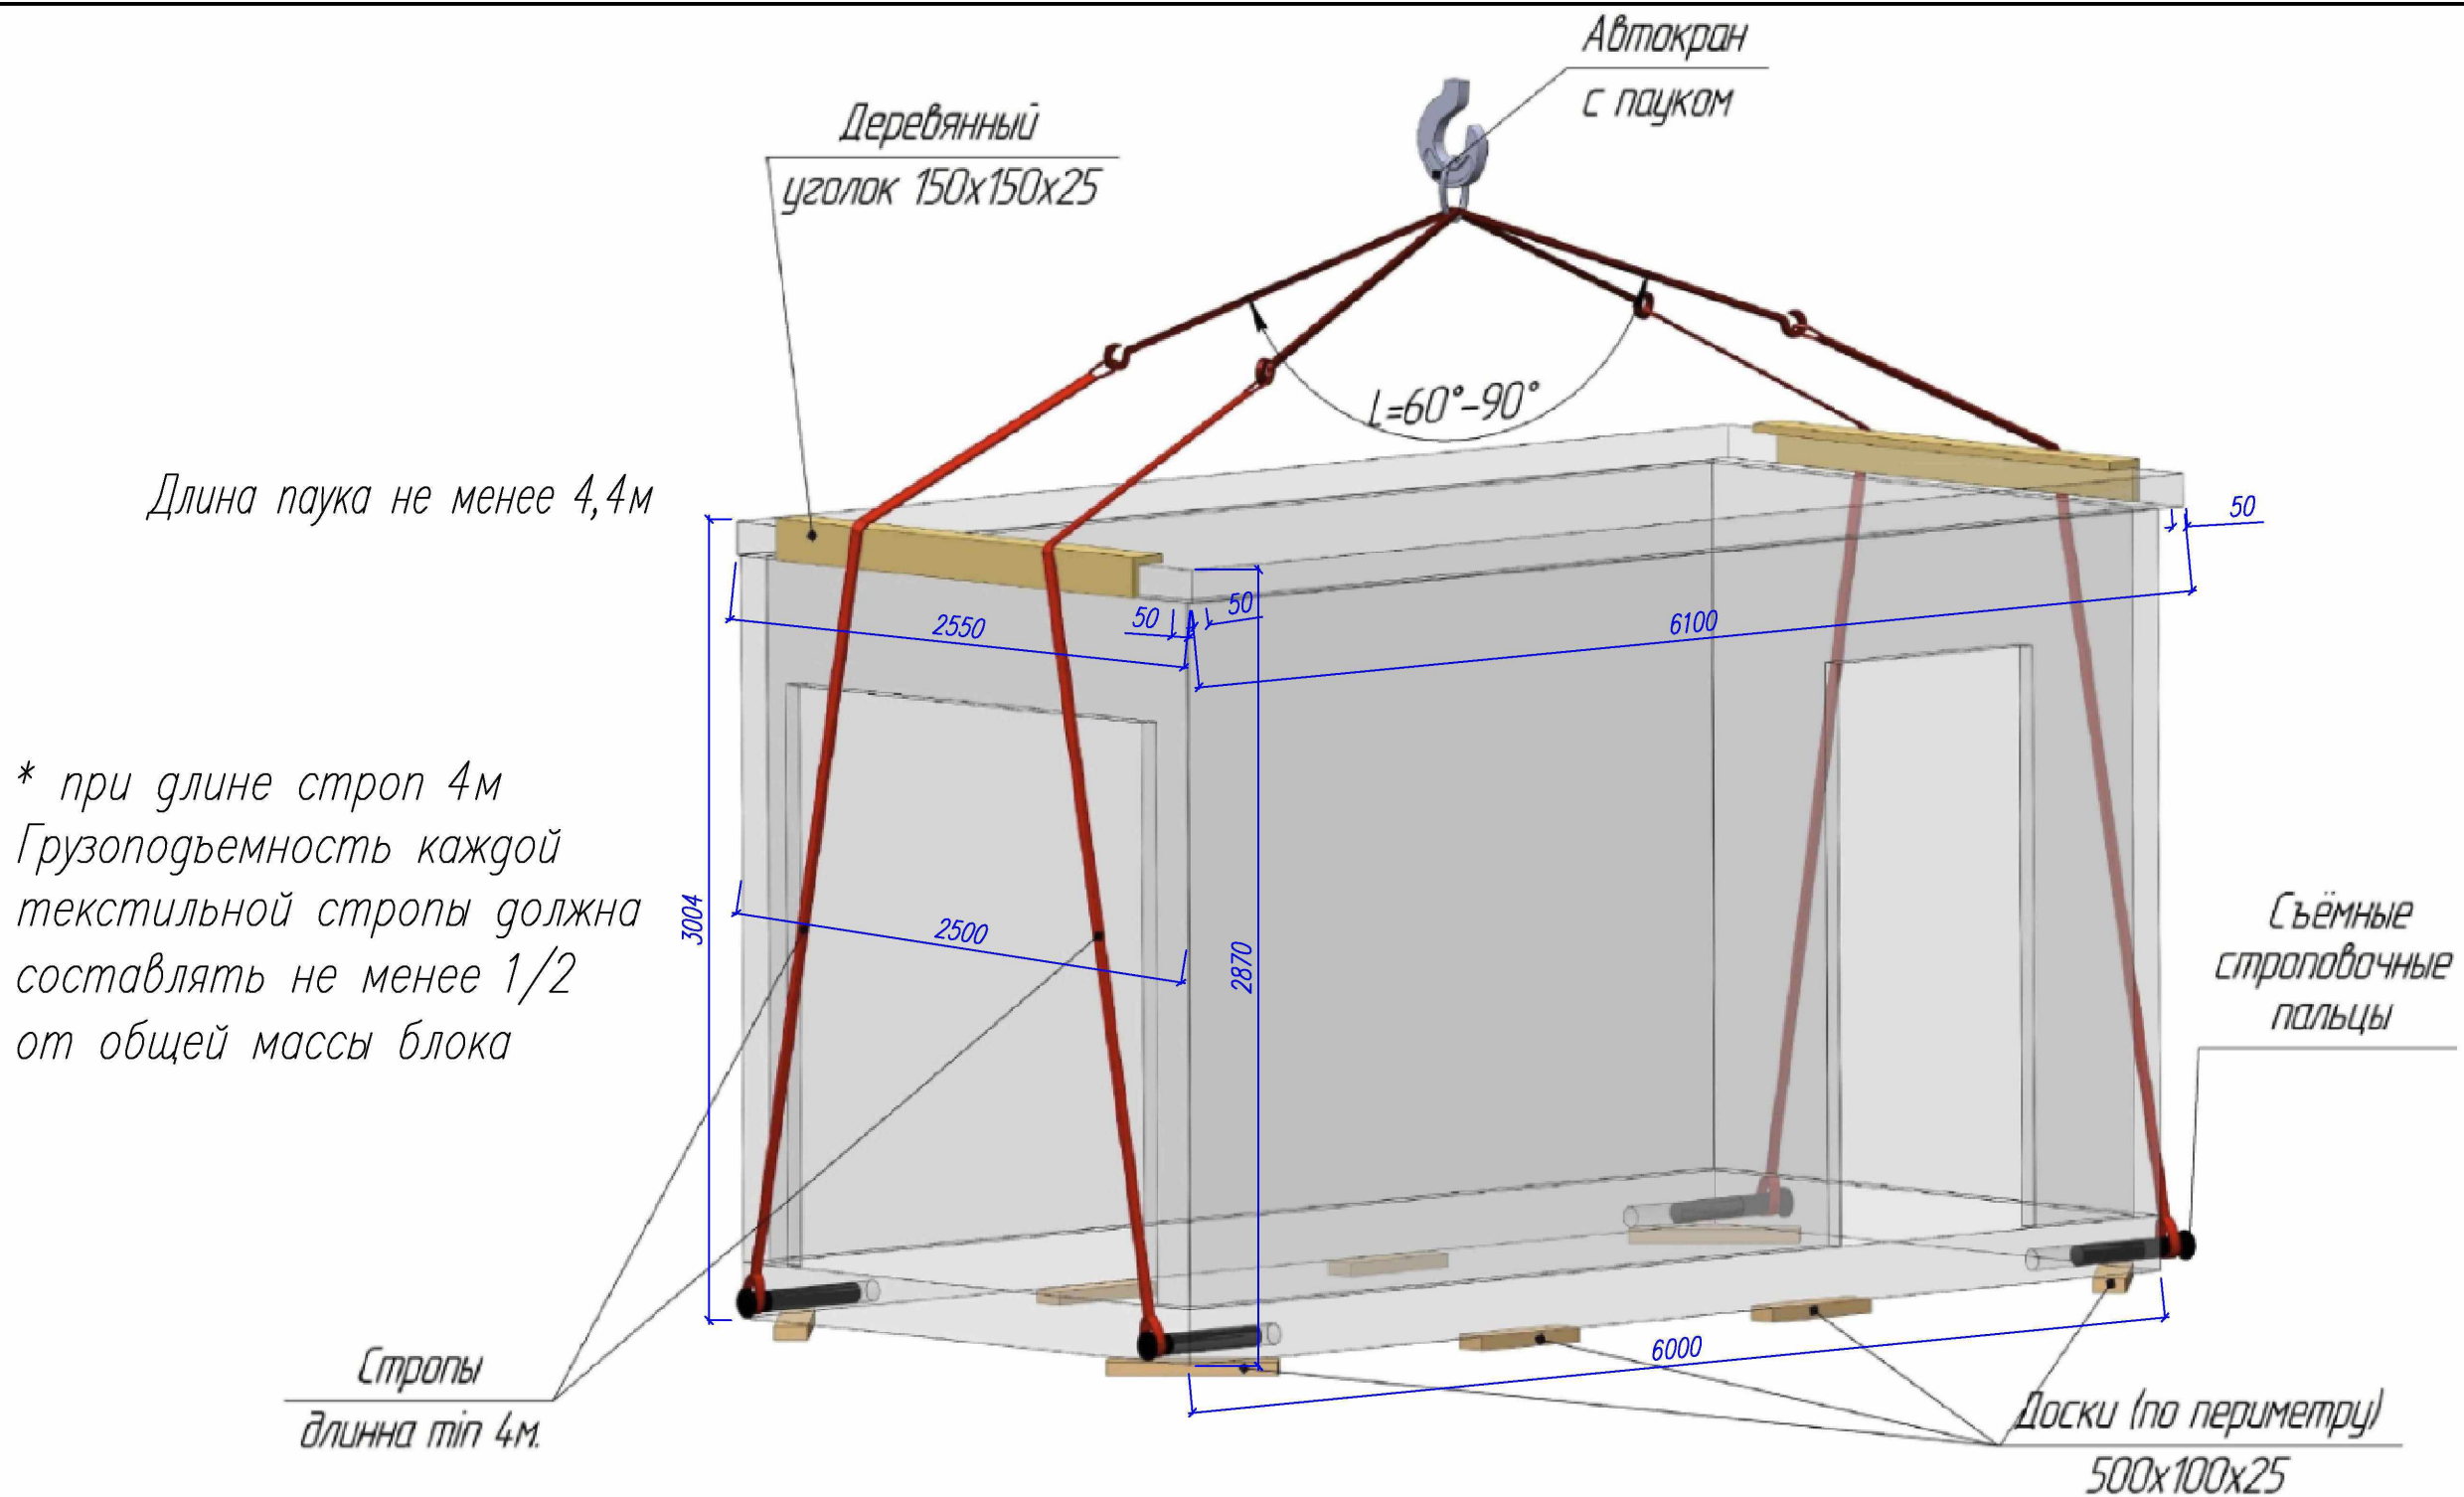 Автокран
с пауком
Деревянный
уголок 150х150х25
L=60°-90°
Длина паука не менее 4,4м
50
50
50
2550
6100
* при длине строп 4м
Грузоподъемность каждой
текстильной стропы должна
составлять не менее 1/2
от общей массы блока
3004
2500
2870
Съёмные
строповочные
пальцы
6000
Стропы
длинна min 4м.
Доски (по периметру)
500х100х25